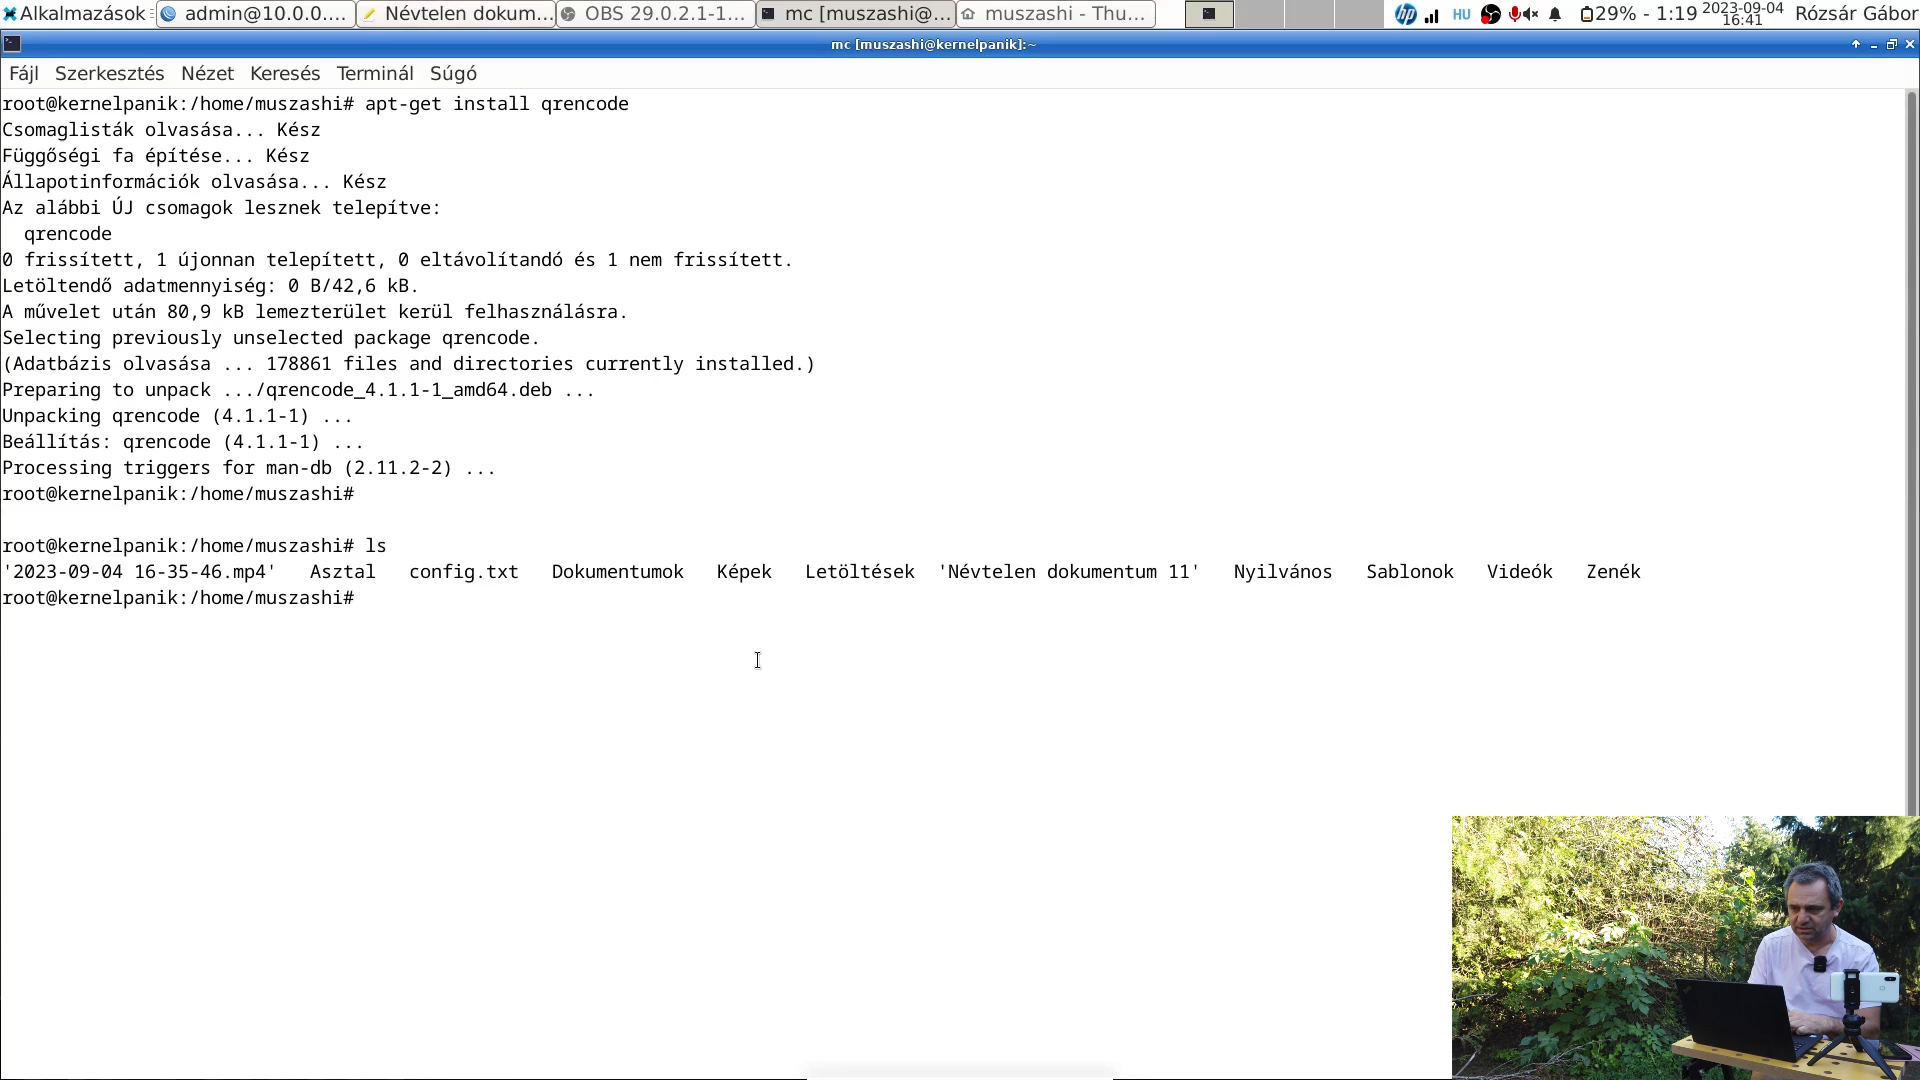 Alkalmazások admin@10.0.0.... Névtelen dokum... OBS 29.0.2.1-1... mc [muszashi@... muszashi - Thu... hp HU 29% - 1:19 2023-09-04 16:41 Rózsár Gábor
mc [muszashi@kernelpanik]:~
Fájl Szerkesztés Nézet Keresés Terminál Súgó
root@kernelpanik:/home/muszashi# apt-get install qrencode
Csomaglisták olvasása... Kész
Függőségi fa építése... Kész
Állapotinformációk olvasása... Kész
Az alábbi ÚJ csomagok lesznek telepítve:
qrencode
0 frissített, 1 újonnan telepített, 0 eltávolítandó és 1 nem frissített.
Letöltendő adatmennyiség: 0 B/42,6 kB.
A művelet után 80,9 kB lemezterület kerül felhasználásra.
Selecting previously unselected package qrencode.
(Adatbázis olvasása ... 178861 files and directories currently installed.)
Preparing to unpack .../qrencode_4.1.1-1_amd64.deb ...
Unpacking qrencode (4.1.1-1) ...
Beállítás: qrencode (4.1.1-1) ...
Processing triggers for man-db (2.11.2-2) ...
root@kernelpanik:/home/muszashi#
root@kernelpanik:/home/muszashi# ls
'2023-09-04 16-35-46.mp4' Asztal config.txt Dokumentumok Képek Letöltések 'Névtelen dokumentum 11' Nyilvános Sablonok Videók Zenék
root@kernelpanik:/home/muszashi#